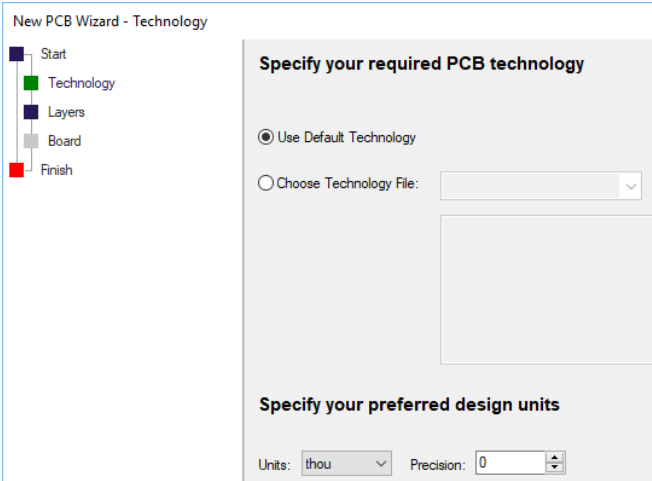 New PCB Wizard - Technology
Start
Technology
Layers
Board
Finish
Specify your required PCB technology
Use Default Technology
Choose Technology File:
Specify your preferred design units
Units: thou Precision: 0